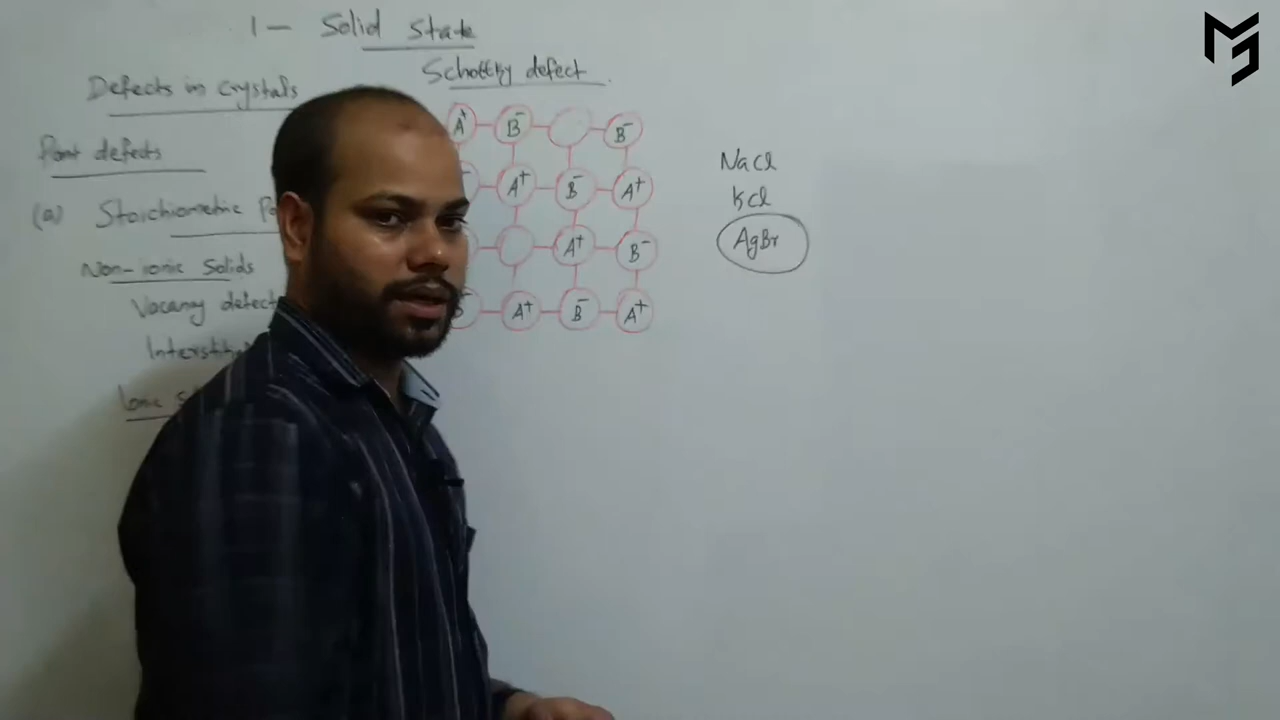 1 - Solid State
Defects in crystals
Schottky defect
Point defects
(a) Stoichiometric
Non-ionic Solids
Vacancy defect
Ionic
A+ B- B-
A+ B- A+
A+ B-
A+ B- A+
NaCl
KCl
AgBr